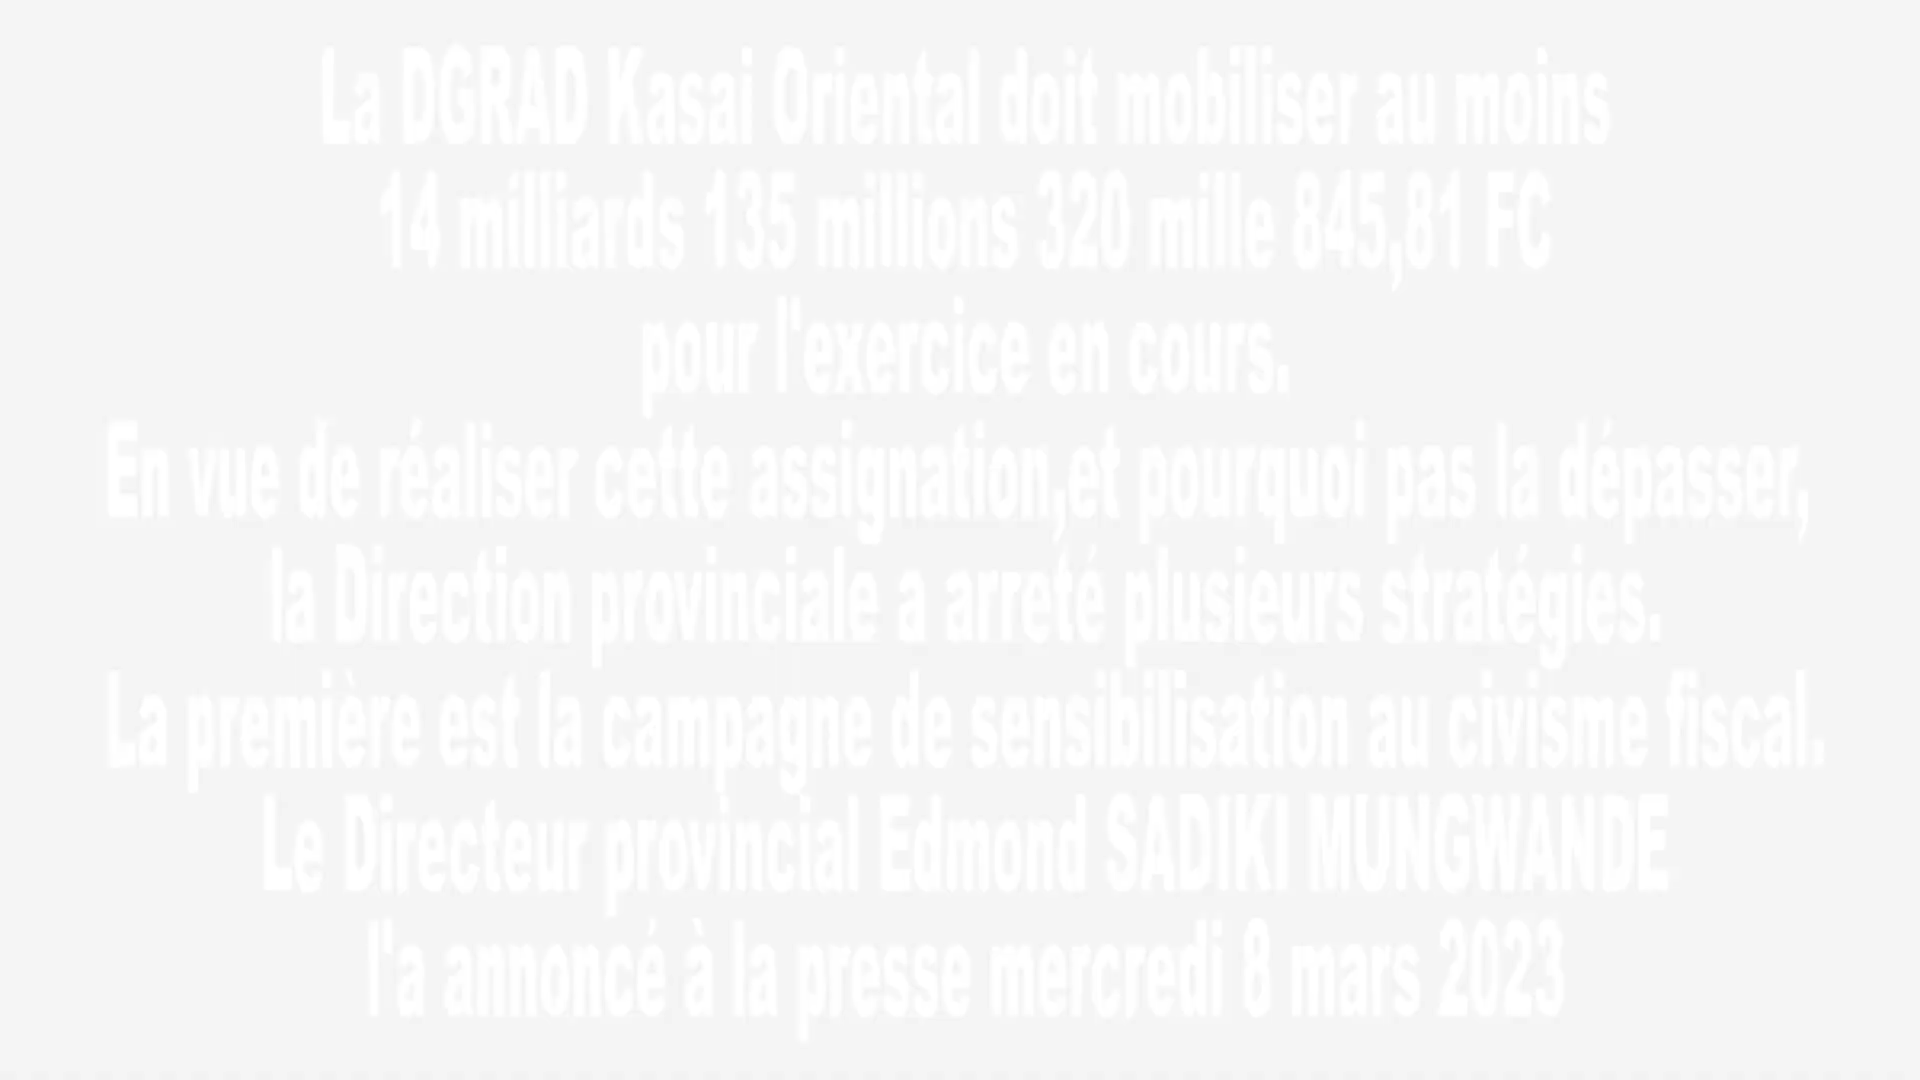 La DGRAD Kasai Oriental doit mobiliser au moins
14 milliards 135 millions 320 mille 845,81 FC
pour l'exercice en cours.
En vue de réaliser cette assignation,et pourquoi pas la dépasser,
la Direction provinciale a arreté plusieurs stratégies.
La première est la campagne de sensibilisation au civisme fiscal.
Le Directeur provincial Edmond SADIKI MUNGWANDE
l'a annoncé à la presse mercredi 8 mars 2023